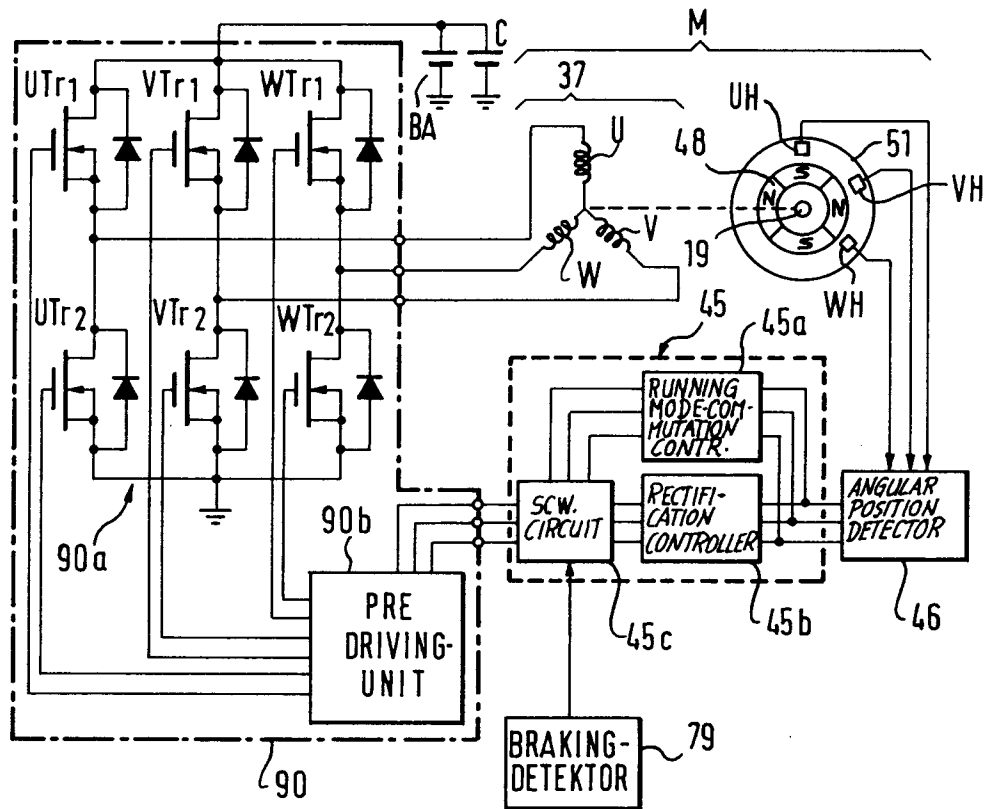 M
C
37
UTr1
VTr1
WTr1
BA
U
UH
48
51
S
N
N
S
VH
V
W
19
WH
UTr2
VTr2
WTr2
45
45a
RUNNING
MODE-COM-
MUTATION
CONTR.
90a
90b
SCW.
CIRCUIT
RECTIFI-
CATION
CONTROLLER
ANGULAR
POSITION
DETECTOR
PRE
DRIVING-
UNIT
45c
45b
46
BRAKING-
DETEKTOR
79
90